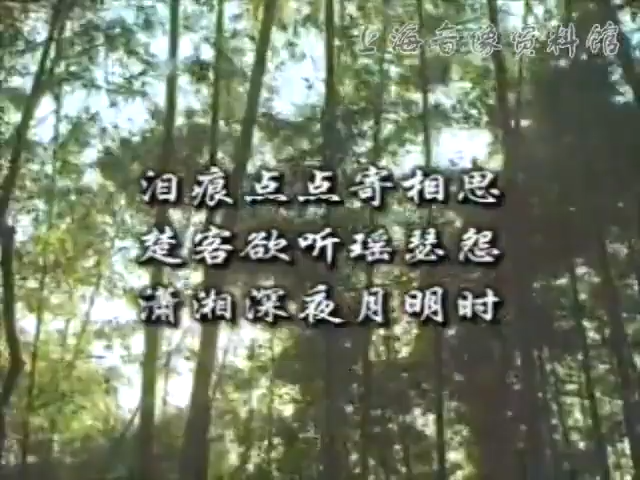 上海音像资料馆
泪痕点点寄相思
楚客欲听瑶瑟怨
潇湘深夜月明时